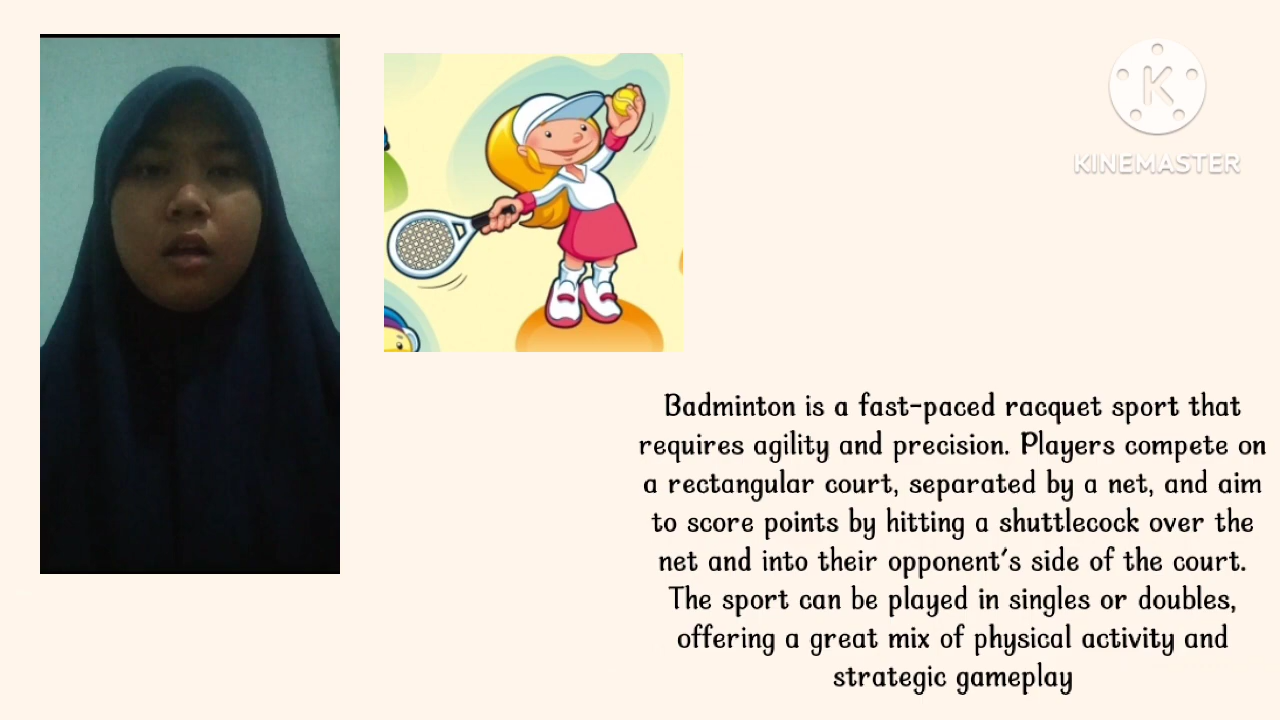 K
KINEMASTER
Badminton is a fast-paced racquet sport that
requires agility and precision. Players compete on
a rectangular court, separated by a net, and aim
to score points by hitting a shuttlecock over the
net and into their opponent's side of the court.
The sport can be played in singles or doubles,
offering a great mix of physical activity and
strategic gameplay